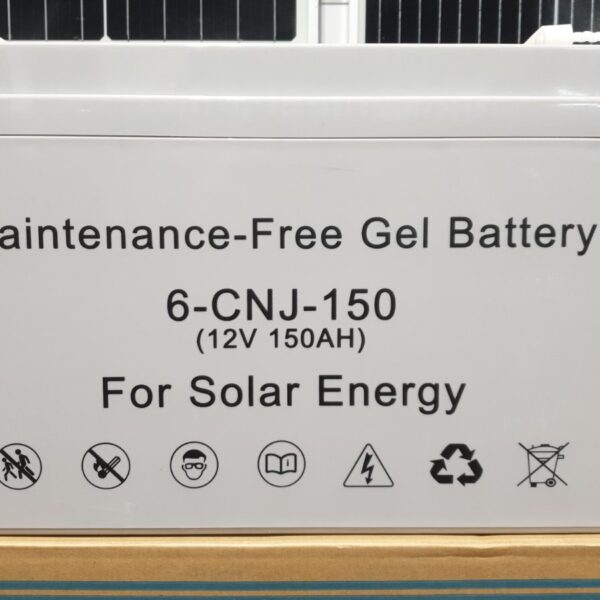 aintenance-Free Gel Battery
6-CNJ-150
(12V 150AH)
For Solar Energy